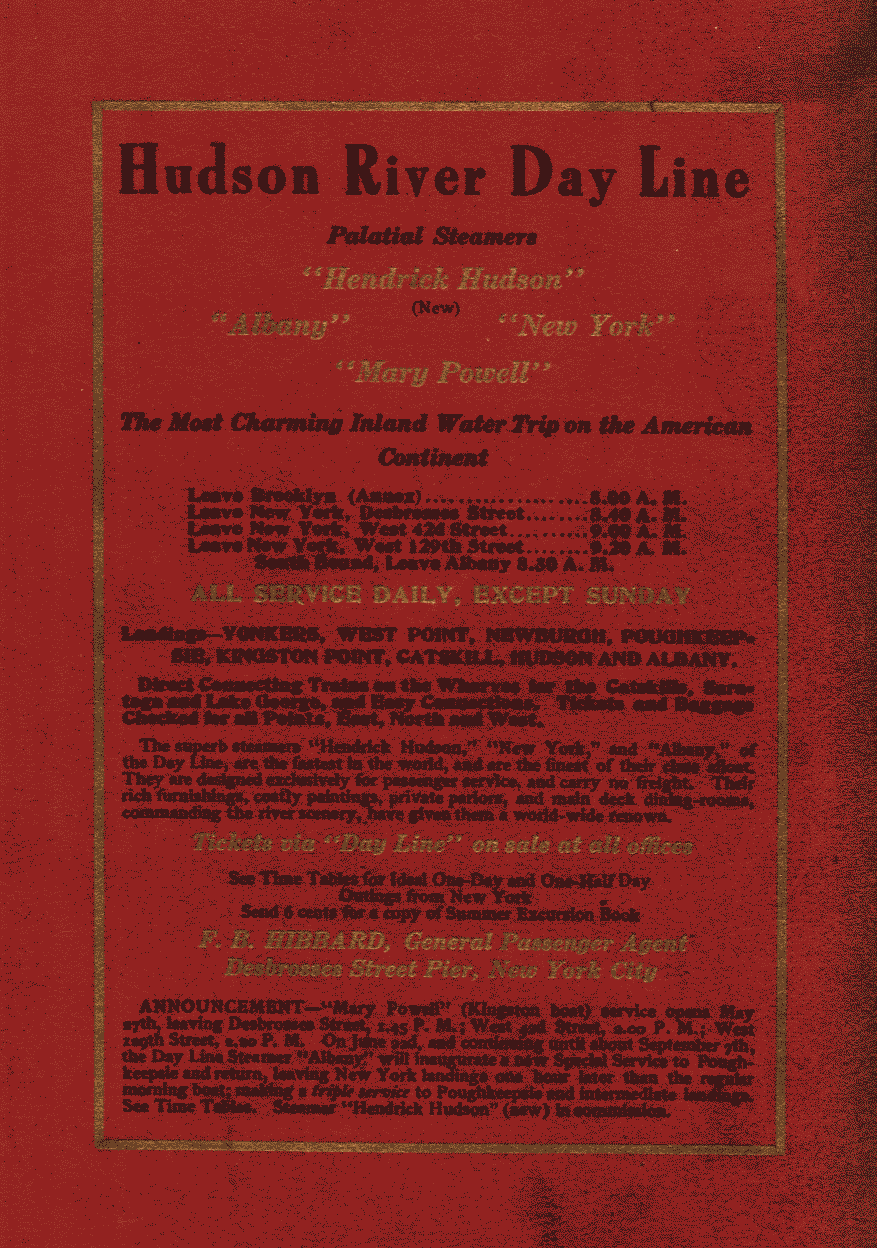 Hudson River Day Line
Palatial Steamers
"Hendrick Hudson"
(New)
"Albany" "New York"
"Mary Powell"
The Most Charming Inland Water Trip on the American
Continent
Leave Brooklyn (Annex)....................8.00 A. M.
Leave New York, Desbrosses Street........8.40 A. M.
Leave New York, West 42d Street..........9.00 A. M.
Leave New York, West 129th Street........9.20 A. M.
South Bound, Leave Albany 8.30 A. M.
ALL SERVICE DAILY, EXCEPT SUNDAY
Landings—YONKERS, WEST POINT, NEWBURGH, POUGHKEEP-
SIE, KINGSTON POINT, CATSKILL, HUDSON AND ALBANY.
Direct Connecting Trains on the Wharves for the Catskills, Sara-
toga and Lake George, and Easy Connections. Tickets and Baggage
Checked for all Points, East, North and West.
The superb steamers "Hendrick Hudson," "New York," and "Albany," of
the Day Line, are the fastest in the world, and are the finest of their class afloat.
They are designed exclusively for passenger service, and carry no freight. Their
rich furnishings, costly paintings, private parlors, and main deck dining-rooms,
commanding the river scenery, have given them a world-wide renown.
Tickets via "Day Line" on sale at all offices
See Time Tables for Ideal One-Day and One-Half Day
Outings from New York
Send 6 cents for a copy of Summer Excursion Book
F. B. HIBBARD, General Passenger Agent
Desbrosses Street Pier, New York City
ANNOUNCEMENT—"Mary Powell" (Kingston boat) service opens May
27th, leaving Desbrosses Street, 1.45 P. M.; West 42d Street, 2.00 P. M.; West
129th Street, 2.20 P. M. On June 22d, and continuing until about September 7th,
the Day Line Steamer "Albany" will inaugurate a new Special Service to Pough-
keepsie and return, leaving New York landings one hour later than the regular
morning boat; making a triple service to Poughkeepsie and intermediate landings.
See Time Tables. Steamer "Hendrick Hudson" (new) in commission.